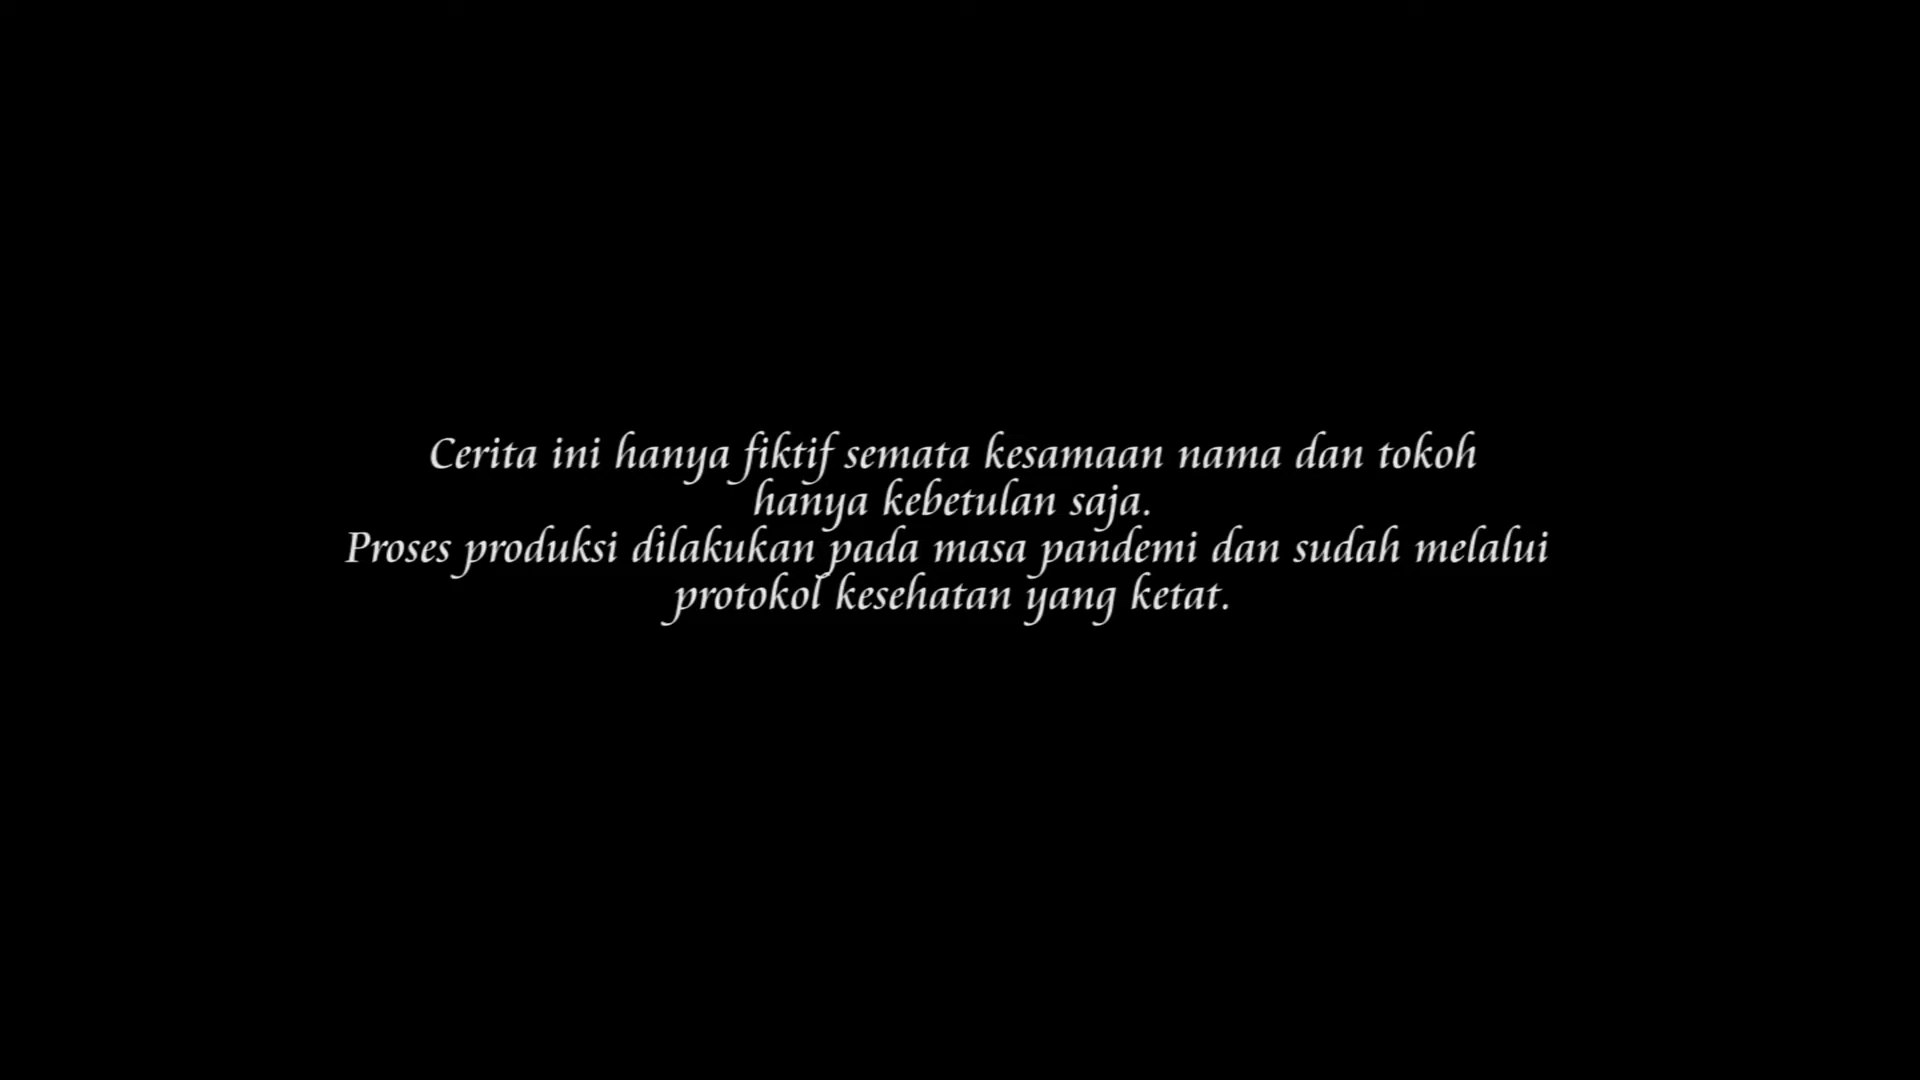 Cerita ini hanya fiktif semata kesamaan nama dan tokoh
hanya kebetulan saja.
Proses produksi dilakukan pada masa pandemi dan sudah melalui
protokol kesehatan yang ketat.